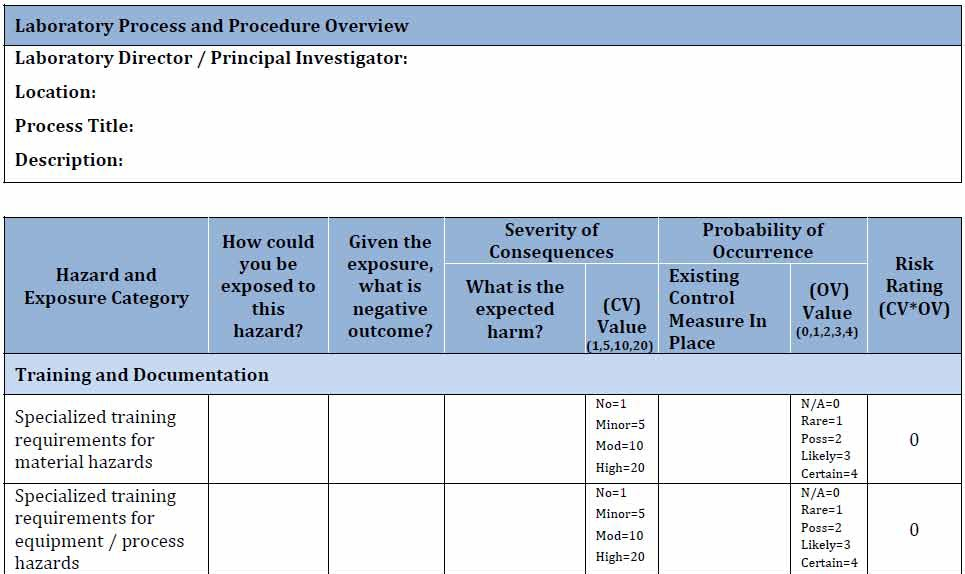 Laboratory Process and Procedure Overview
Laboratory Director / Principal Investigator:
Location:
Process Title:
Description:
Hazard and
Exposure Category
How could
you be
exposed to
this
hazard?
Given the
exposure,
what is
negative
outcome?
Severity of
Consequences
What is the
expected
harm?
(CV)
Value
(1,5,10,20)
Probability of
Occurrence
Existing
Control
Measure In
Place
(OV)
Value
(0,1,2,3,4)
Risk
Rating
(CV*OV)
Training and Documentation
Specialized training
requirements for
material hazards
No=1
Minor=5
Mod=10
High=20
N/A=0
Rare=1
Poss=2
Likely=3
Certain=4
0
Specialized training
requirements for
equipment / process
hazards
No=1
Minor=5
Mod=10
High=20
N/A=0
Rare=1
Poss=2
Likely=3
Certain=4
0